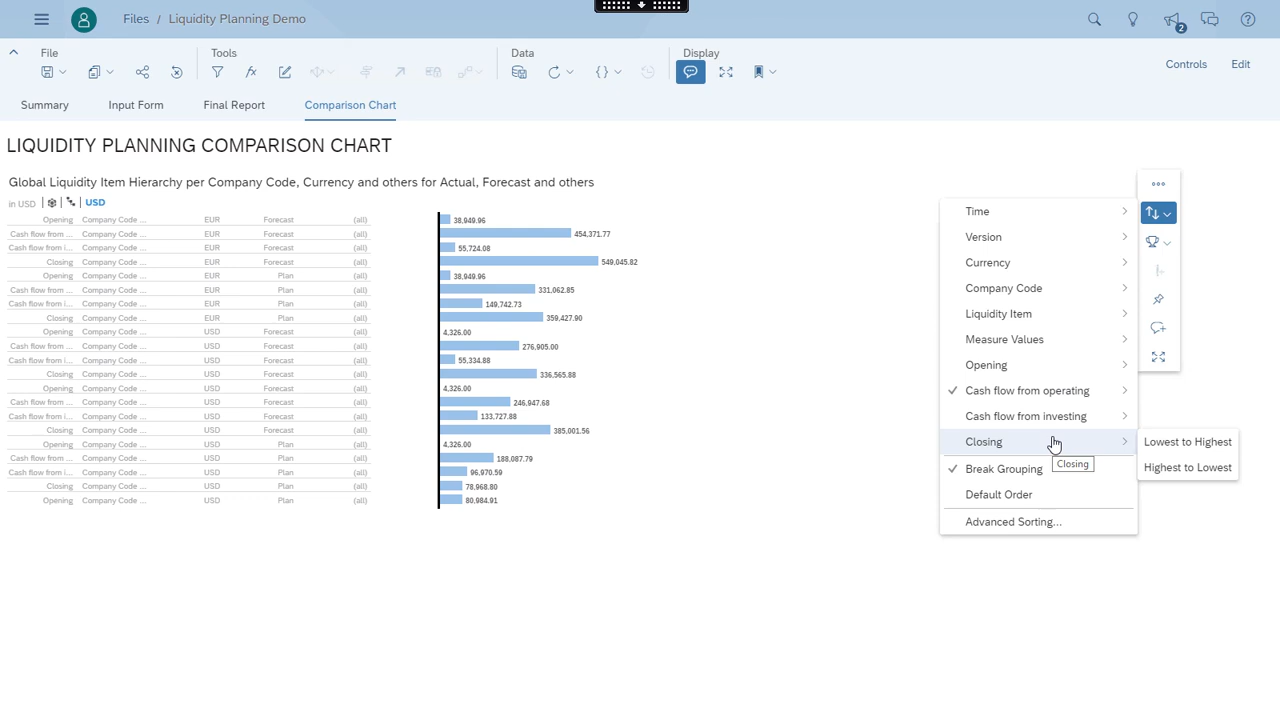 Files / Liquidity Planning Demo
2
File
Tools
Data
Display
Controls
Edit
Summary
Input Form
Final Report
Comparison Chart
LIQUIDITY PLANNING COMPARISON CHART
Global Liquidity Item Hierarchy per Company Code, Currency and others for Actual, Forecast and others
in USD USD
Opening Company Code ... EUR Forecast (all) 38,949.96
Cash flow from ... Company Code ... EUR Forecast (all) 454,371.77
Cash flow from i... Company Code ... EUR Forecast (all) 55,724.08
Closing Company Code ... EUR Forecast (all) 549,045.82
Opening Company Code ... EUR Plan (all) 38,949.96
Cash flow from ... Company Code ... EUR Plan (all) 331,062.85
Cash flow from i... Company Code ... EUR Plan (all) 149,742.73
Closing Company Code ... EUR Plan (all) 359,427.90
Opening Company Code ... USD Forecast (all) 4,326.00
Cash flow from ... Company Code ... USD Forecast (all) 276,905.00
Cash flow from i... Company Code ... USD Forecast (all) 55,334.88
Closing Company Code ... USD Forecast (all) 336,565.88
Opening Company Code ... USD Forecast (all) 4,326.00
Cash flow from ... Company Code ... USD Forecast (all) 246,947.68
Cash flow from i... Company Code ... USD Forecast (all) 133,727.88
Closing Company Code ... USD Forecast (all) 385,001.56
Opening Company Code ... USD Plan (all) 4,326.00
Cash flow from ... Company Code ... USD Plan (all) 188,087.79
Cash flow from i... Company Code ... USD Plan (all) 96,970.59
Closing Company Code ... USD Plan (all) 78,968.80
Opening Company Code ... USD Plan (all) 80,984.91
Time
Version
Currency
Company Code
Liquidity Item
Measure Values
Opening
Cash flow from operating
Cash flow from investing
Closing
Break Grouping
Closing
Default Order
Advanced Sorting...
Lowest to Highest
Highest to Lowest